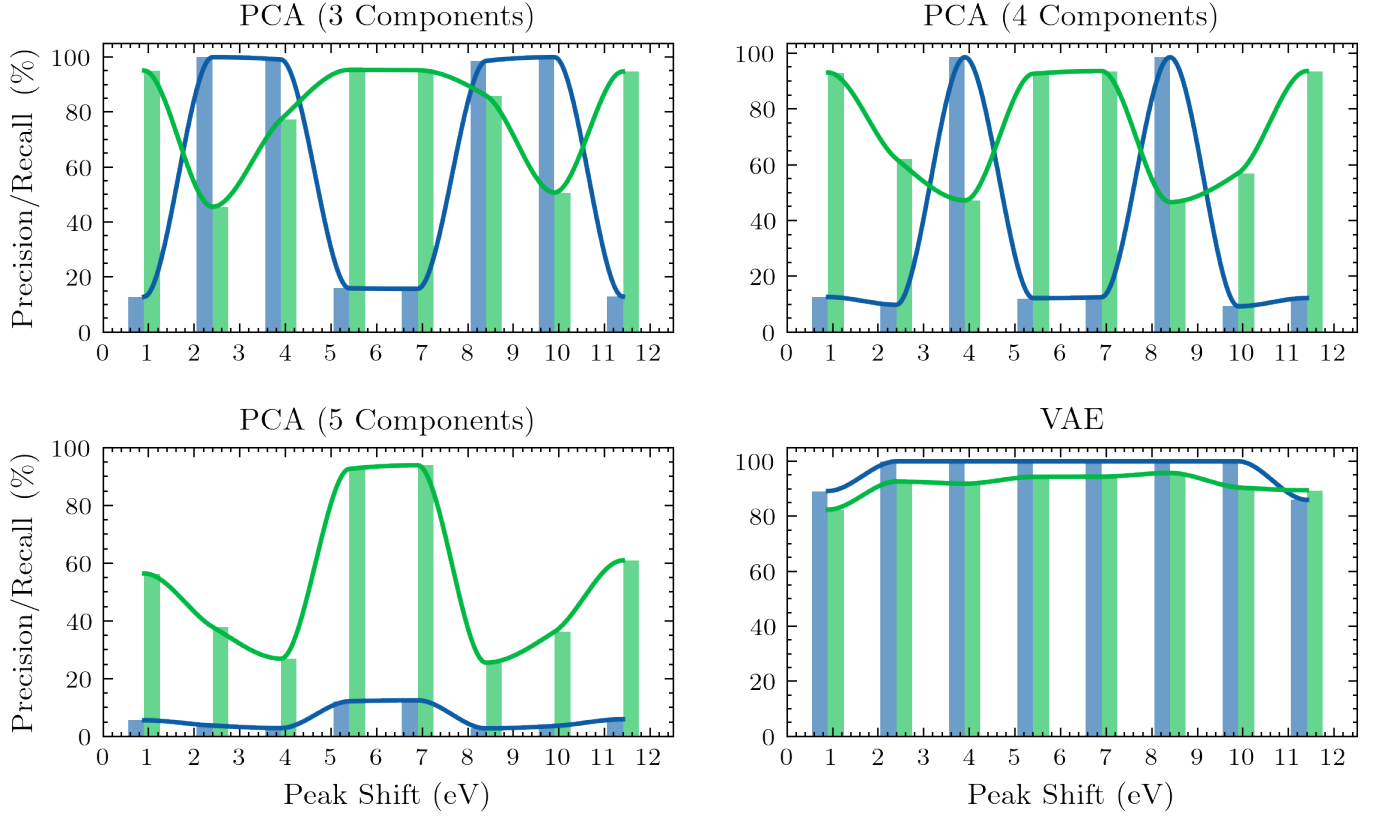 PCA (3 Components)
Precision/Recall (%)
100
80
60
40
20
0
0 1 2 3 4 5 6 7 8 9 10 11 12
PCA (4 Components)
100
80
60
40
20
0
0 1 2 3 4 5 6 7 8 9 10 11 12
PCA (5 Components)
Precision/Recall (%)
100
80
60
40
20
0
0 1 2 3 4 5 6 7 8 9 10 11 12
Peak Shift (eV)
VAE
100
80
60
40
20
0
0 1 2 3 4 5 6 7 8 9 10 11 12
Peak Shift (eV)